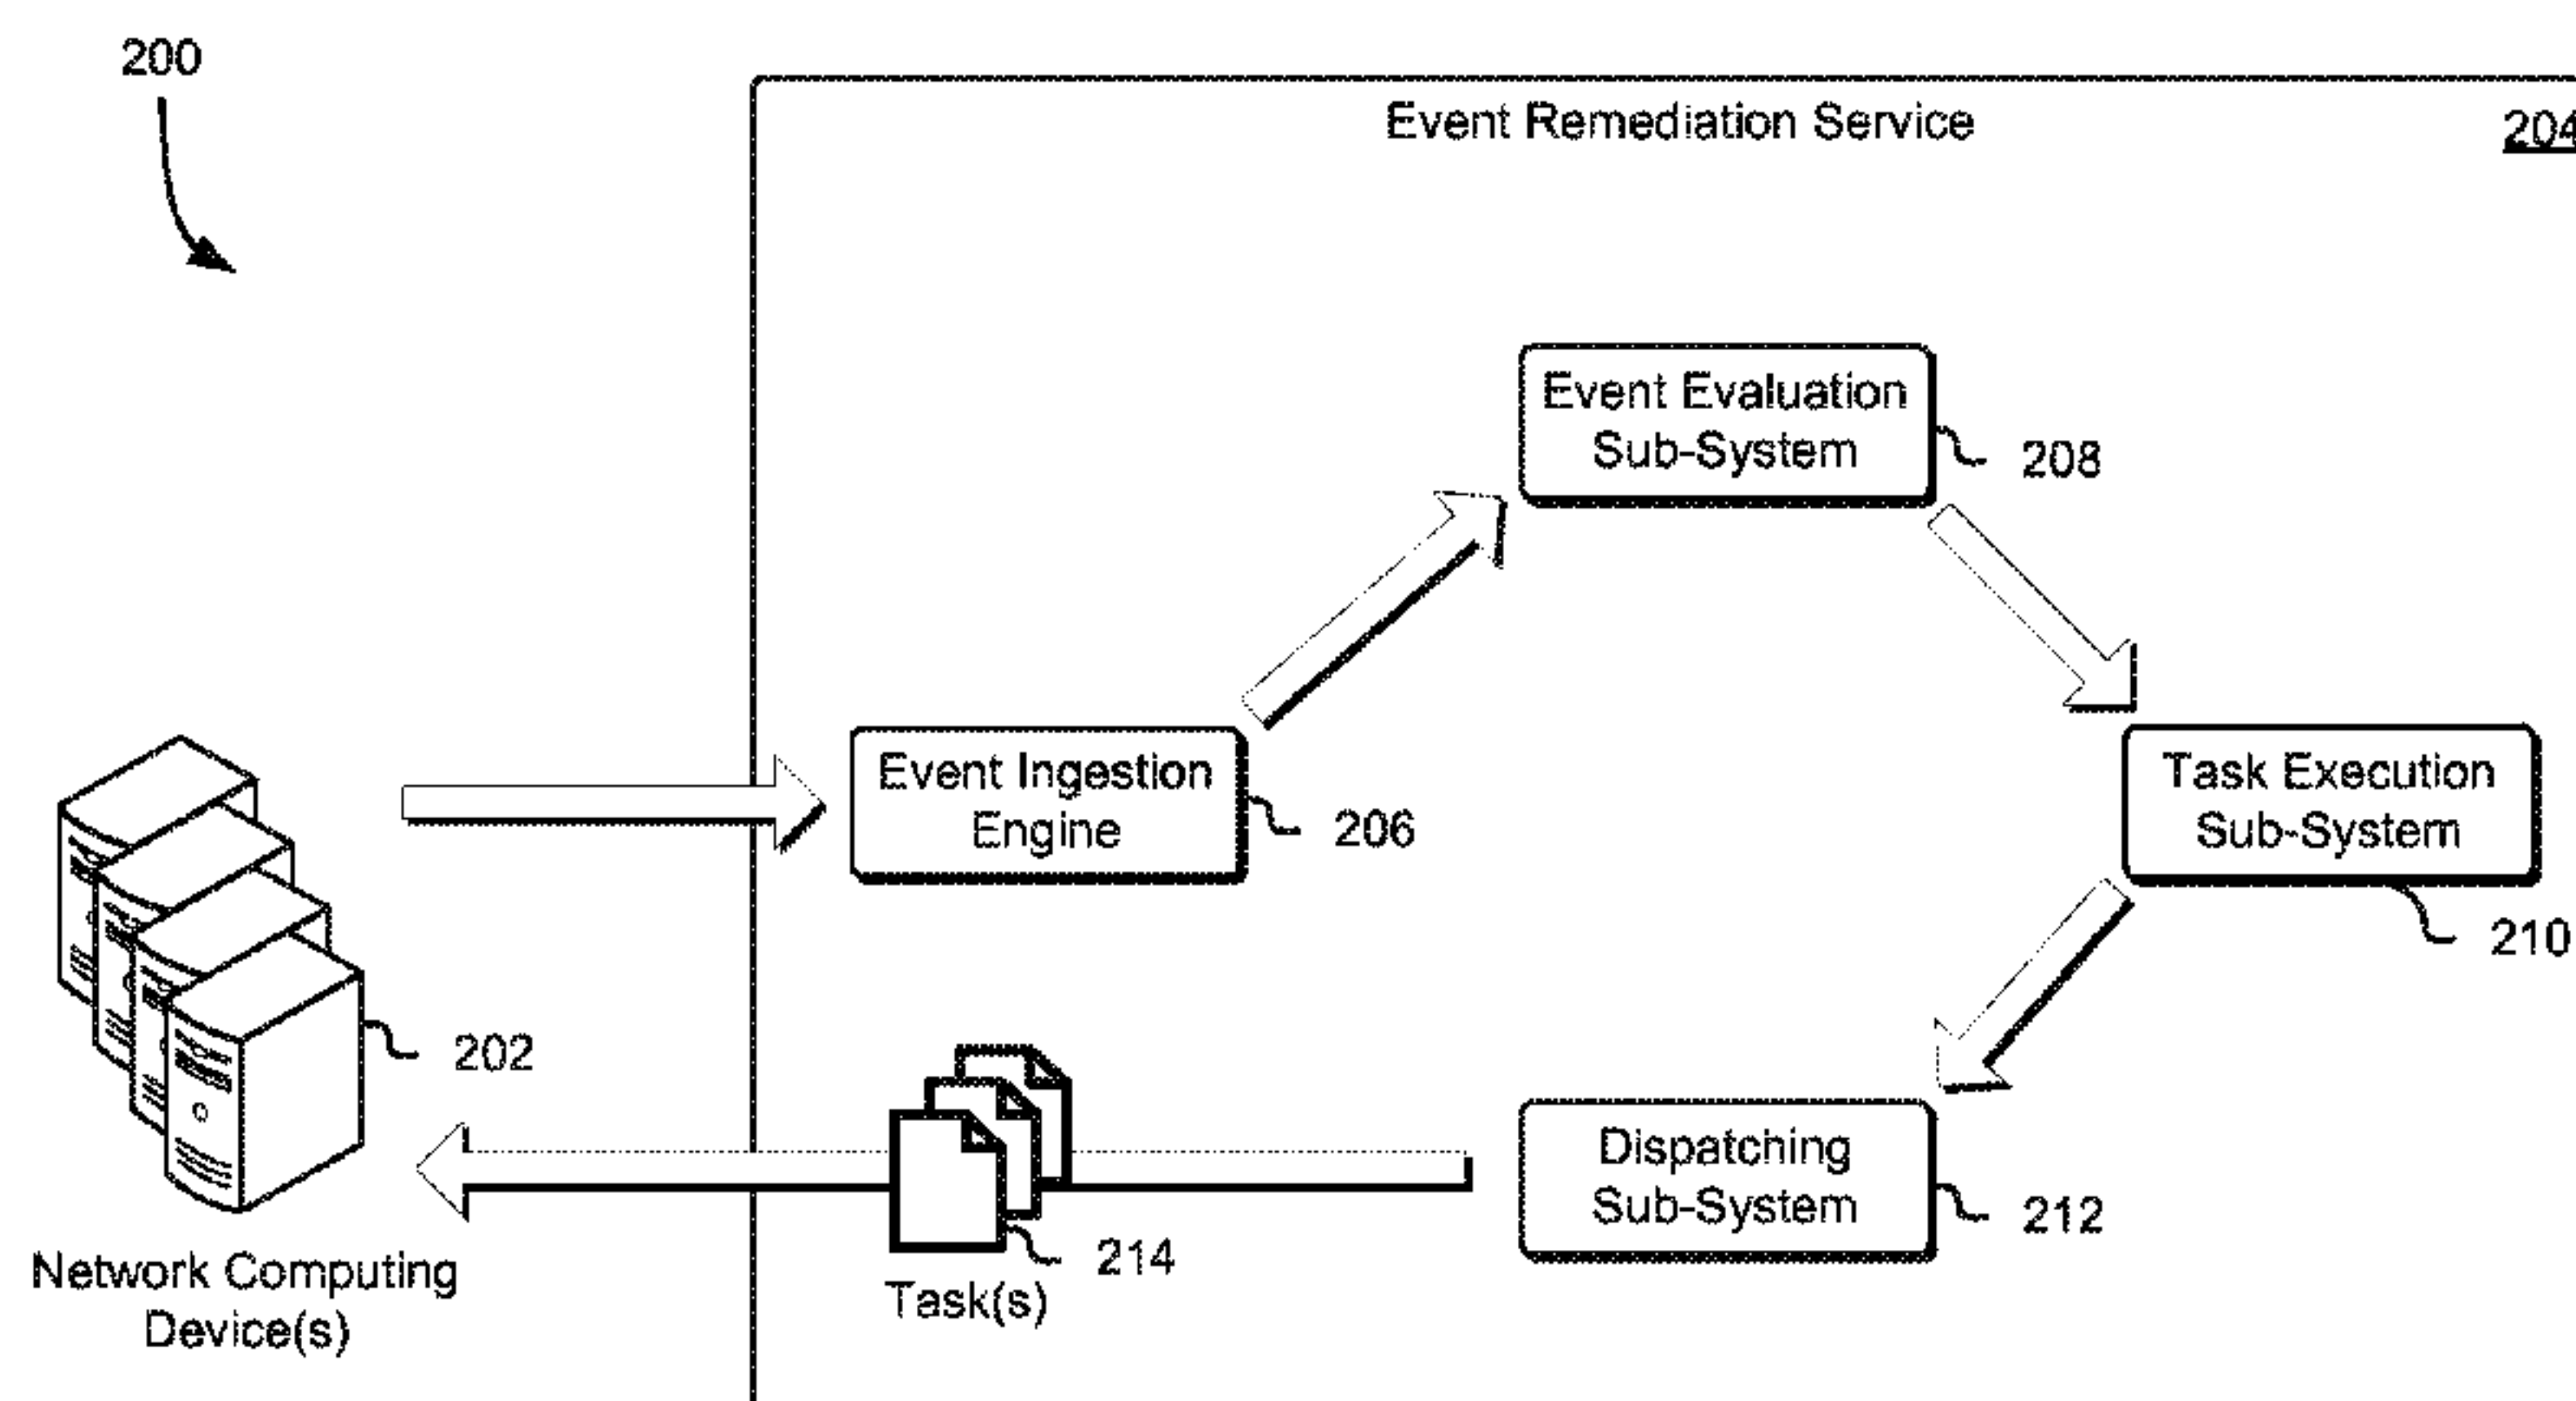 200
Event Remediation Service
204
Event Evaluation
Sub-System
208
Event Ingestion
Engine
206
Task Execution
Sub-System
210
202
Network Computing
Device(s)
214
Task(s)
Dispatching
Sub-System
212